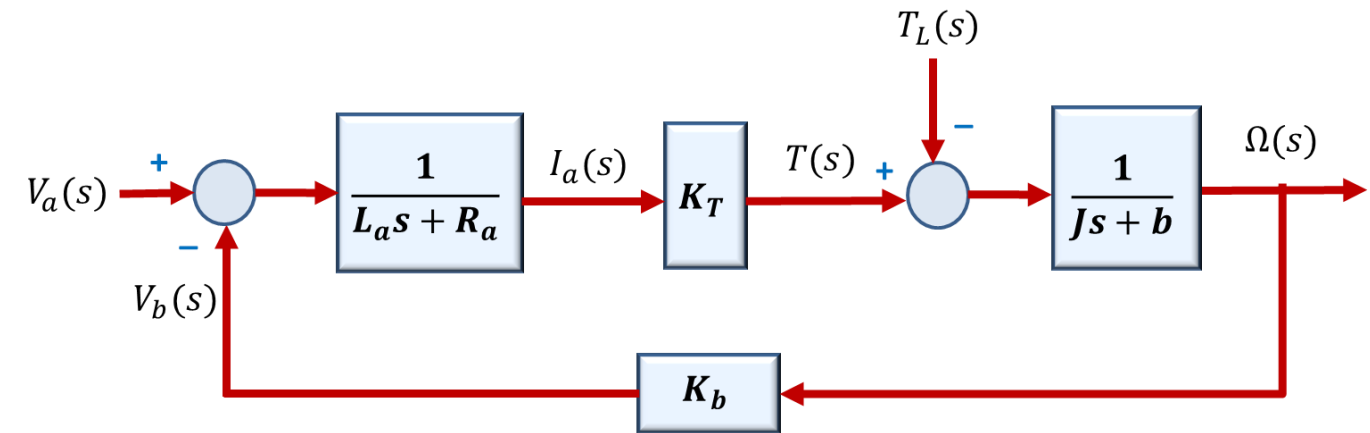 T_L(s)
−
+
V_a(s)
−
V_b(s)
1
L_a s + R_a
I_a(s)
K_T
T(s)
+
1
Js + b
Ω(s)
K_b